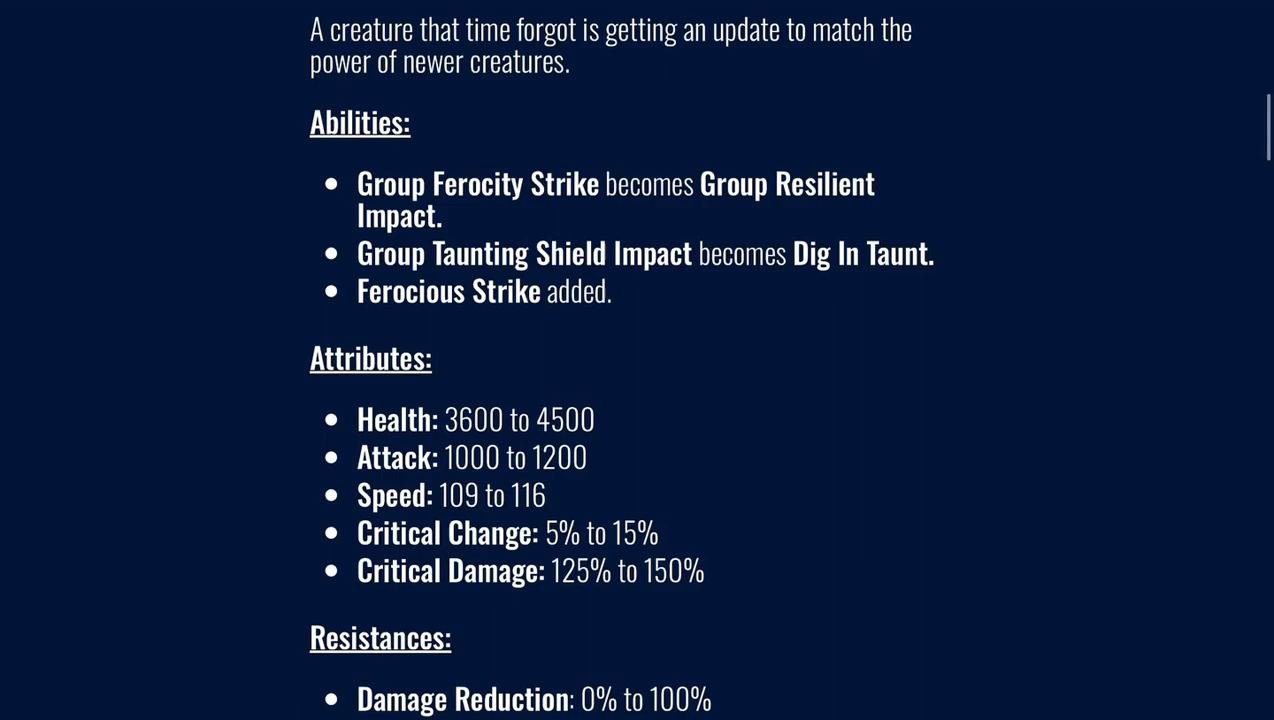 A creature that time forgot is getting an update to match the
power of newer creatures.
Abilities:
Group Ferocity Strike becomes Group Resilient
Impact.
Group Taunting Shield Impact becomes Dig In Taunt.
Ferocious Strike added.
Attributes:
Health: 3600 to 4500
Attack: 1000 to 1200
Speed: 109 to 116
Critical Change: 5% to 15%
Critical Damage: 125% to 150%
Resistances:
Damage Reduction: 0% to 100%